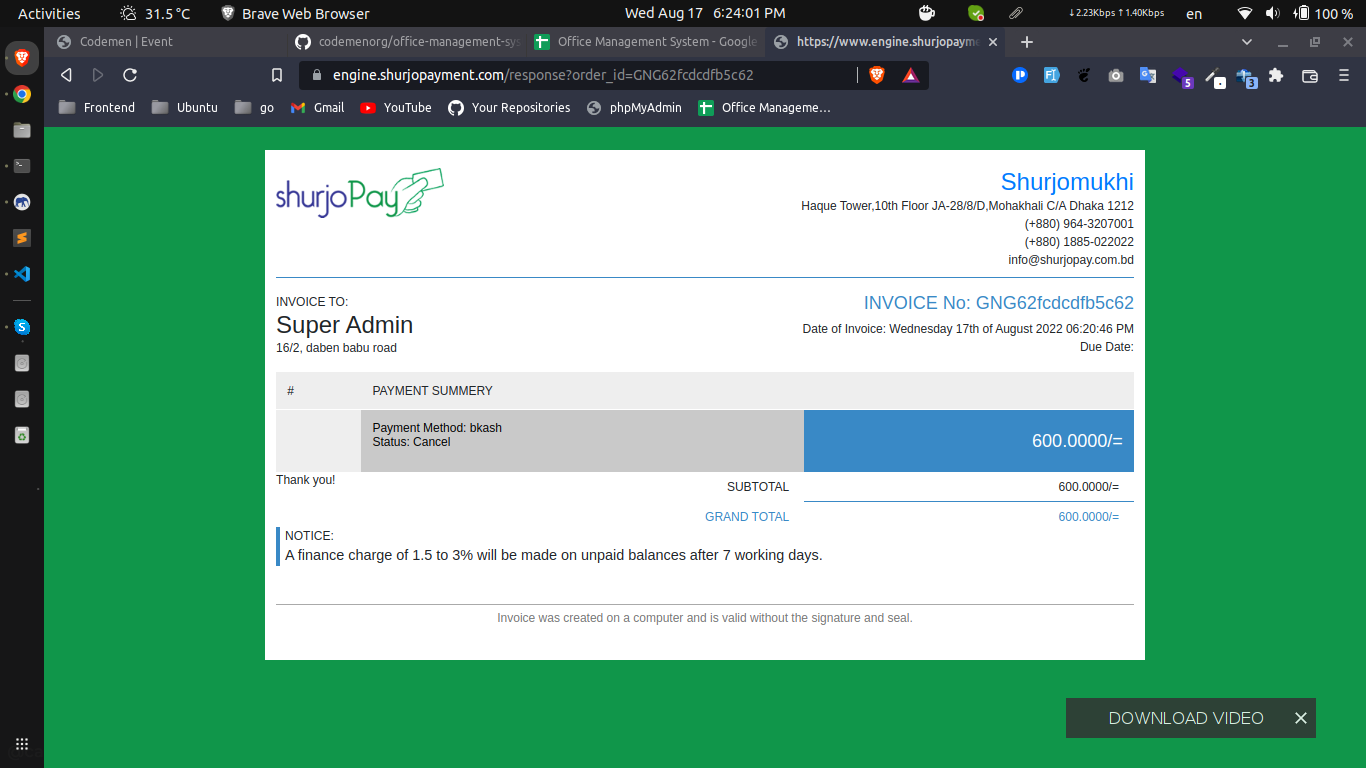 Activities
31.5 °C
Brave Web Browser
Wed Aug 17 6:24:01 PM
↓2.23Kbps ↑1.40Kbps
en
100 %
Codemen | Event
codemenorg/office-management-sys
Office Management System - Google
https://www.engine.shurjopayme
engine.shurjopayment.com/response?order_id=GNG62fcdcdfb5c62
5
3
Frontend
Ubuntu
go
Gmail
YouTube
Your Repositories
phpMyAdmin
Office Manageme…
shurjoPay
Shurjomukhi
Haque Tower,10th Floor JA-28/8/D,Mohakhali C/A Dhaka 1212
(+880) 964-3207001
(+880) 1885-022022
info@shurjopay.com.bd
INVOICE TO:
Super Admin
16/2, daben babu road
INVOICE No: GNG62fcdcdfb5c62
Date of Invoice: Wednesday 17th of August 2022 06:20:46 PM
Due Date:
# PAYMENT SUMMERY
Payment Method: bkash
Status: Cancel
600.0000/=
Thank you!
SUBTOTAL 600.0000/=
GRAND TOTAL 600.0000/=
NOTICE:
A finance charge of 1.5 to 3% will be made on unpaid balances after 7 working days.
Invoice was created on a computer and is valid without the signature and seal.
DOWNLOAD VIDEO